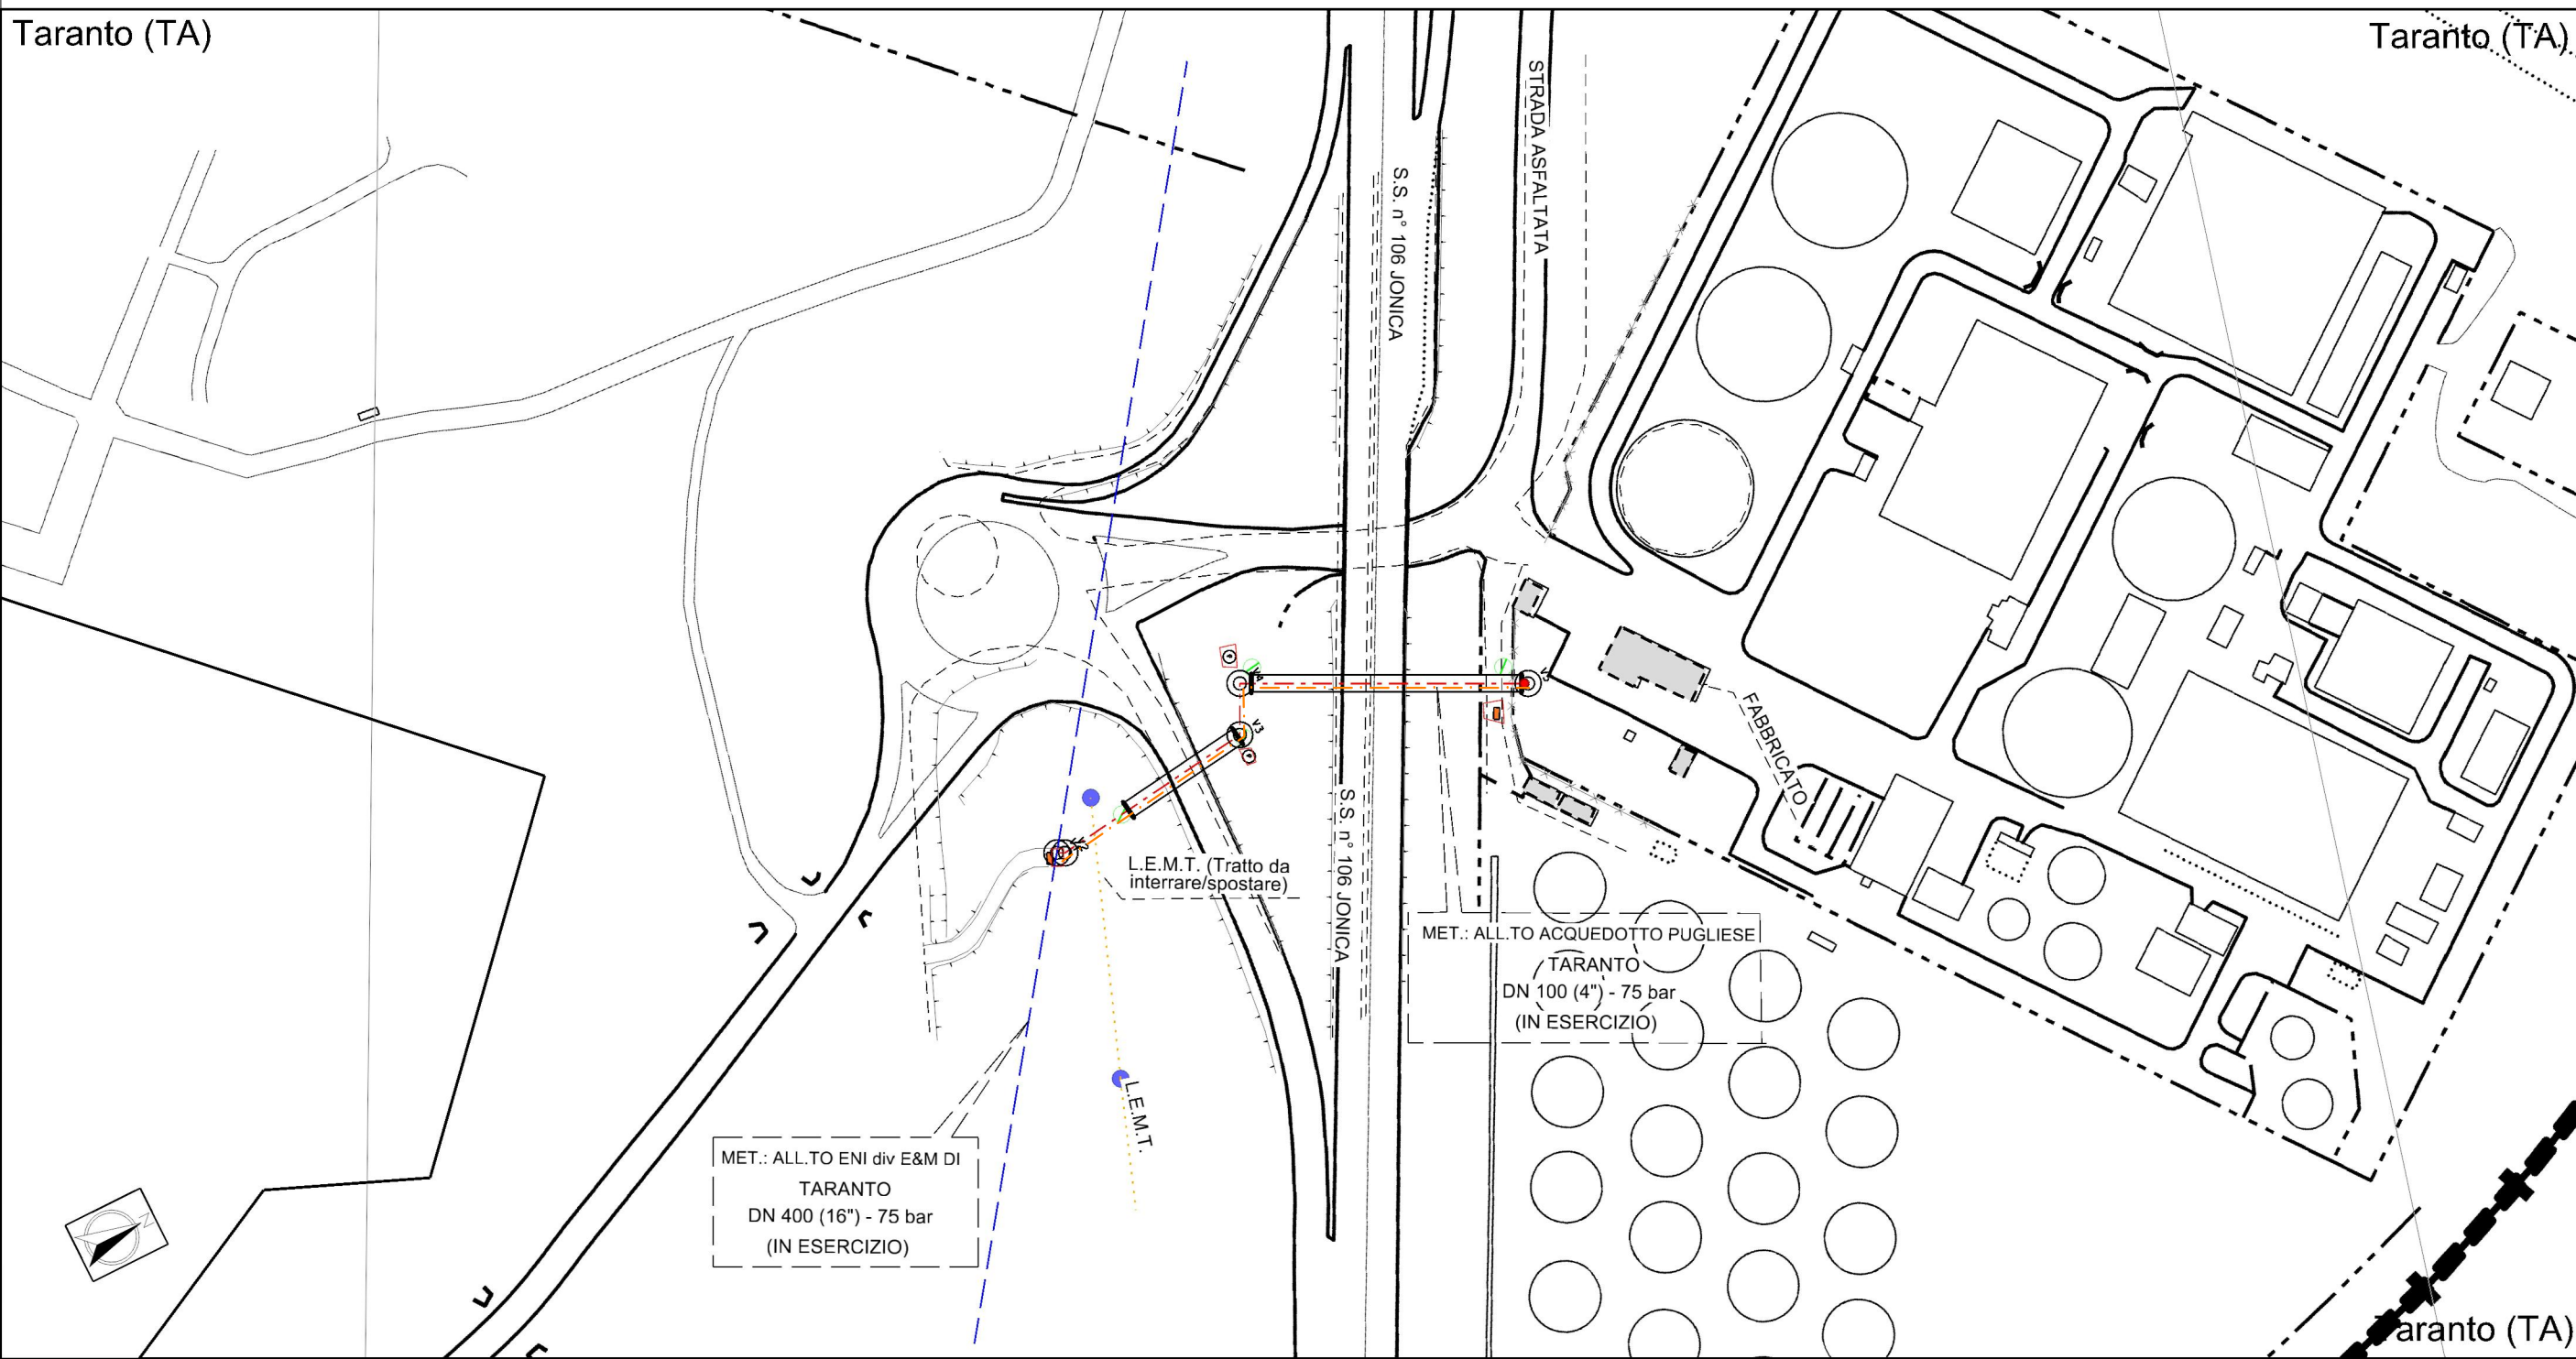 Taranto (TA)
Taranto (TA)
STRADA ASFALTATA
S.S. n° 106 JONICA
V4
V3
FABBRICATO
L.E.M.T. (Tratto da
interrare/spostare)
S.S. n° 106 JONICA
MET.: ALL.TO ACQUEDOTTO PUGLIESE
TARANTO
DN 100 (4") - 75 bar
(IN ESERCIZIO)
L.E.M.T.
MET.: ALL.TO ENI div E&M DI
TARANTO
DN 400 (16") - 75 bar
(IN ESERCIZIO)
N
Taranto (TA)